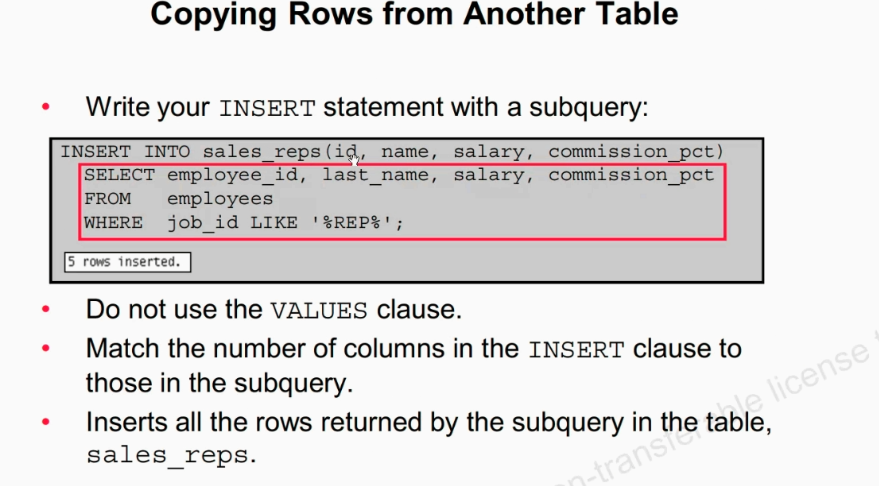 Copying Rows from Another Table
• Write your INSERT statement with a subquery:
INSERT INTO sales_reps(id, name, salary, commission_pct)
SELECT employee_id, last_name, salary, commission_pct
FROM employees
WHERE job_id LIKE '%REP%';
5 rows inserted.
• Do not use the VALUES clause.
• Match the number of columns in the INSERT clause to
those in the subquery.
• Inserts all the rows returned by the subquery in the table,
sales_reps.
license